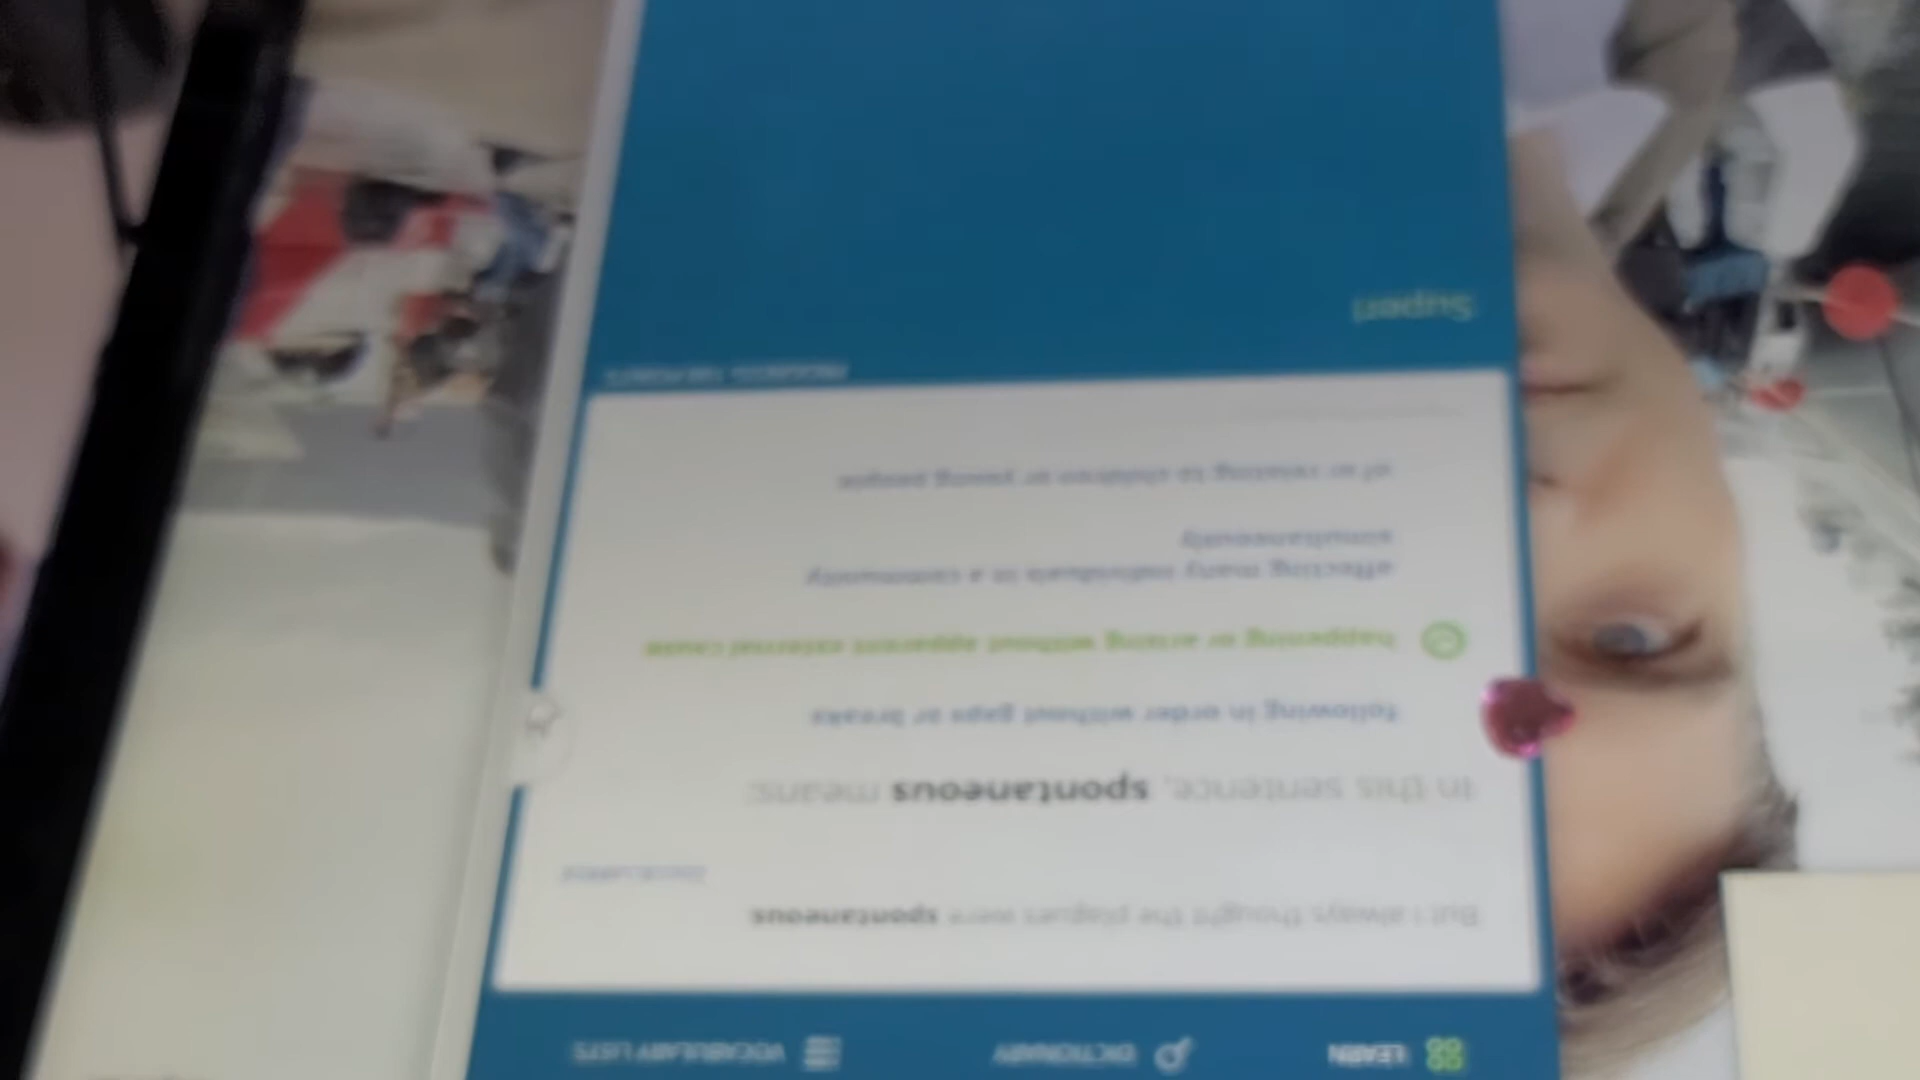 LEARN
DICTIONARY
VOCABULARY LISTS
But I always thought the plagues were spontaneous
In this sentence, spontaneous means:
following in order without gaps or breaks
happening or arising without apparent external cause
affecting many individuals in a community
simultaneously
of or relating to children or young people
Super!